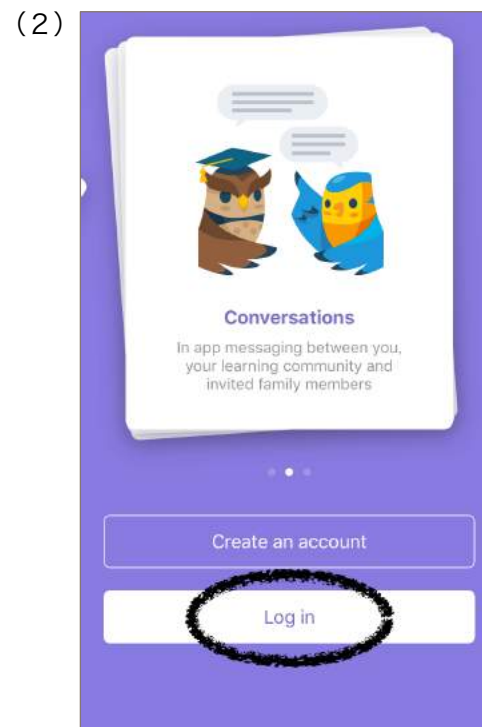 （２）
Conversations
In app messaging between you,
your learning community and
invited family members
Create an account
Log in